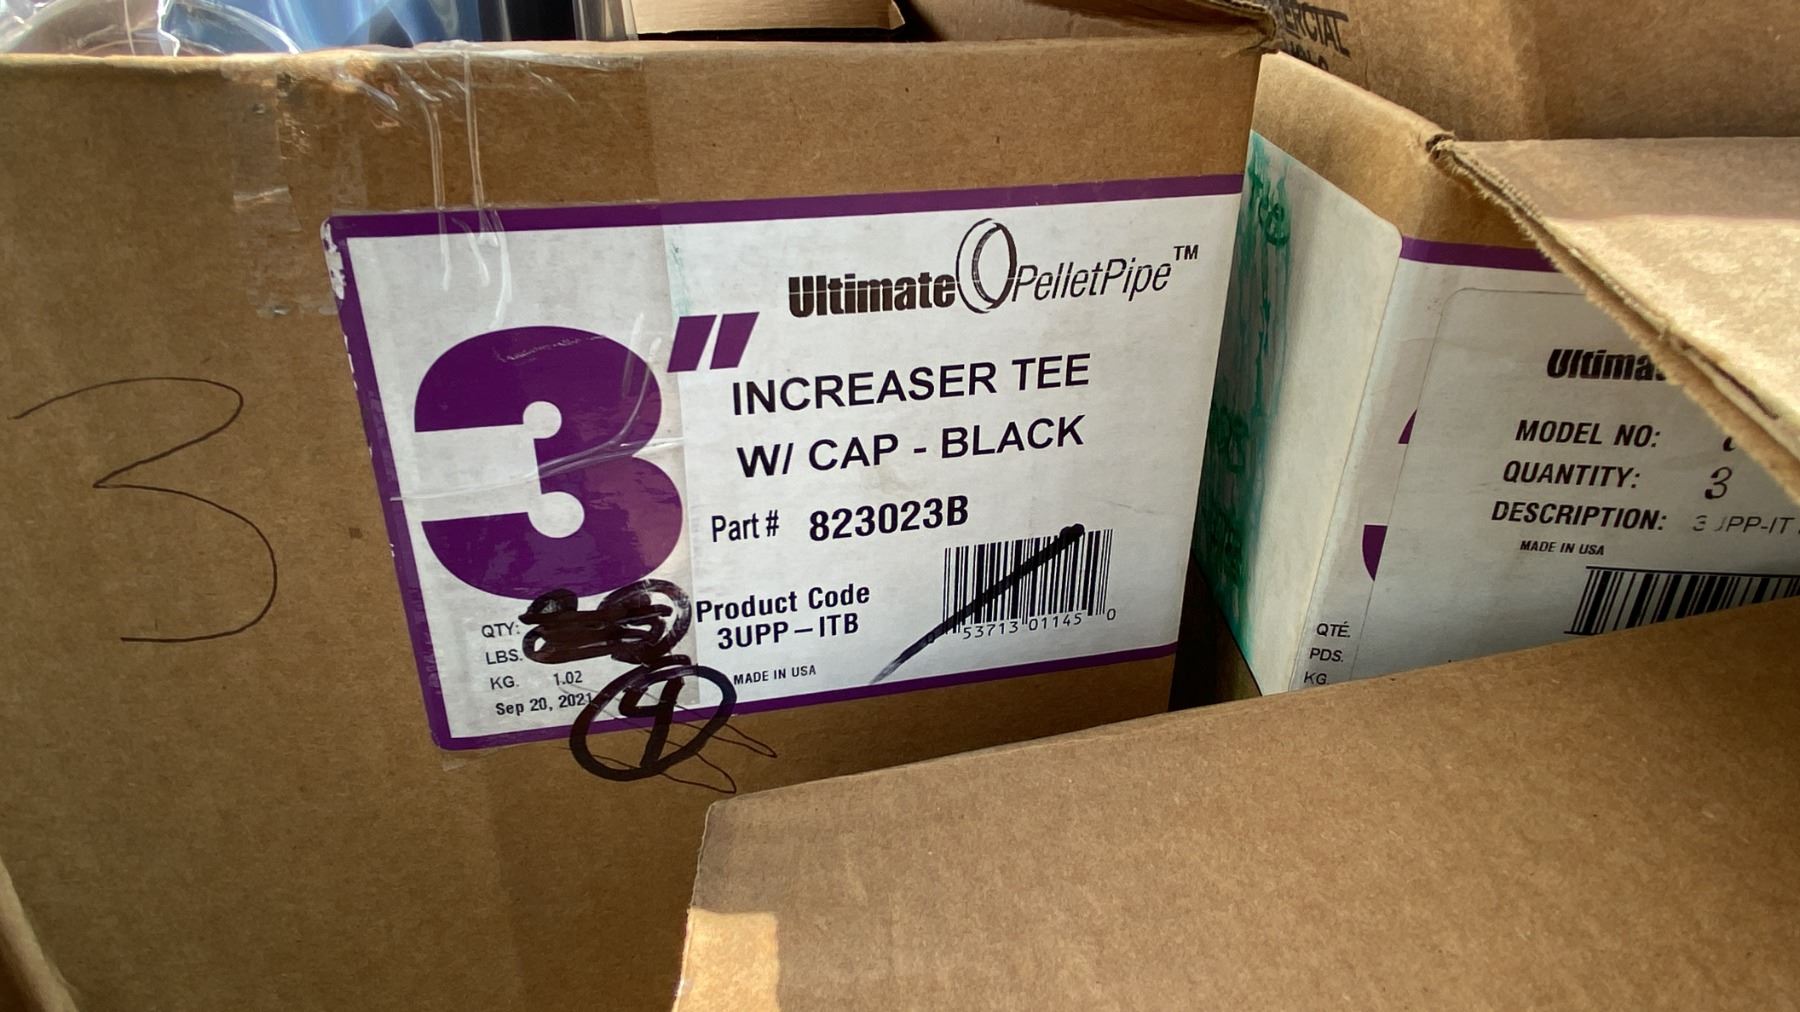 3
Ultimate PelletPipe™
3"
INCREASER TEE
W/ CAP - BLACK
Part # 823023B
Product Code
3UPP-ITB
53713 01145 0
MADE IN USA
QTY:
LBS.
KG. 1.02
Sep 20, 2021
4
MODEL NO:
QUANTITY: 3
DESCRIPTION:
MADE IN USA
QTÉ.
PDS.
KG